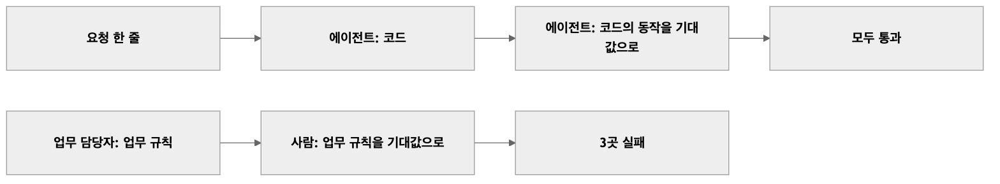 요청 한 줄
에이전트: 코드
에이전트: 코드의 동작을 기대
값으로
모두 통과
업무 담당자: 업무 규칙
사람: 업무 규칙을 기대값으로
3곳 실패